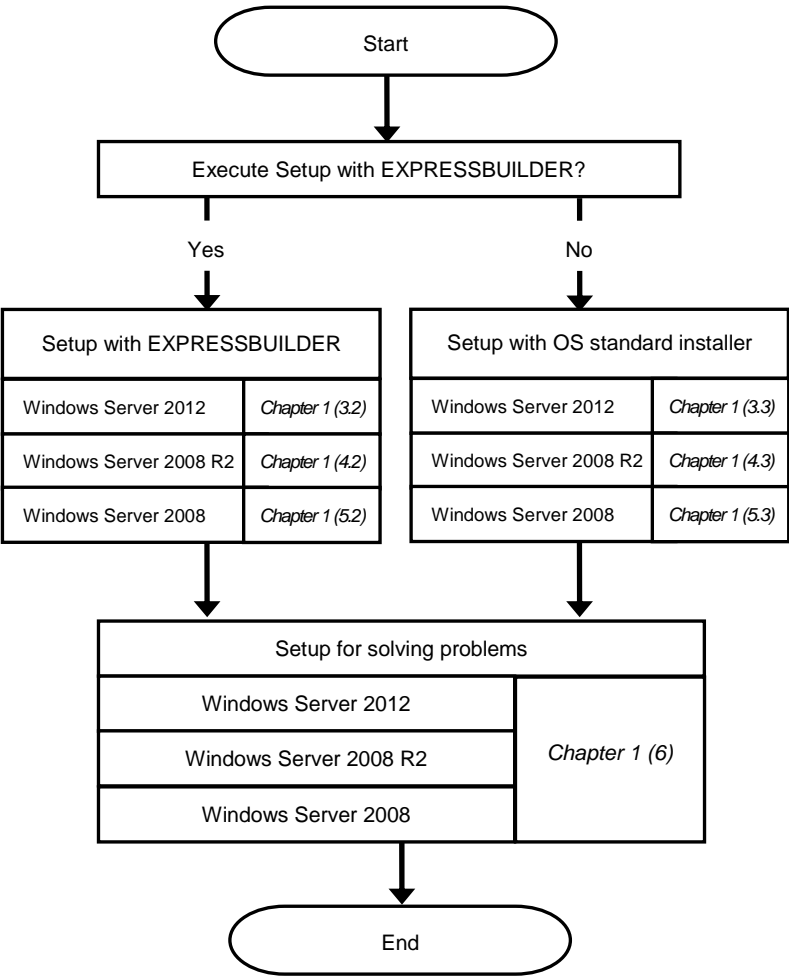 Start
Execute Setup with EXPRESSBUILDER?
Yes
No
Setup with EXPRESSBUILDER
Windows Server 2012
Chapter 1 (3.2)
Windows Server 2008 R2
Chapter 1 (4.2)
Windows Server 2008
Chapter 1 (5.2)
Setup with OS standard installer
Windows Server 2012
Chapter 1 (3.3)
Windows Server 2008 R2
Chapter 1 (4.3)
Windows Server 2008
Chapter 1 (5.3)
Setup for solving problems
Windows Server 2012
Windows Server 2008 R2
Windows Server 2008
Chapter 1 (6)
End